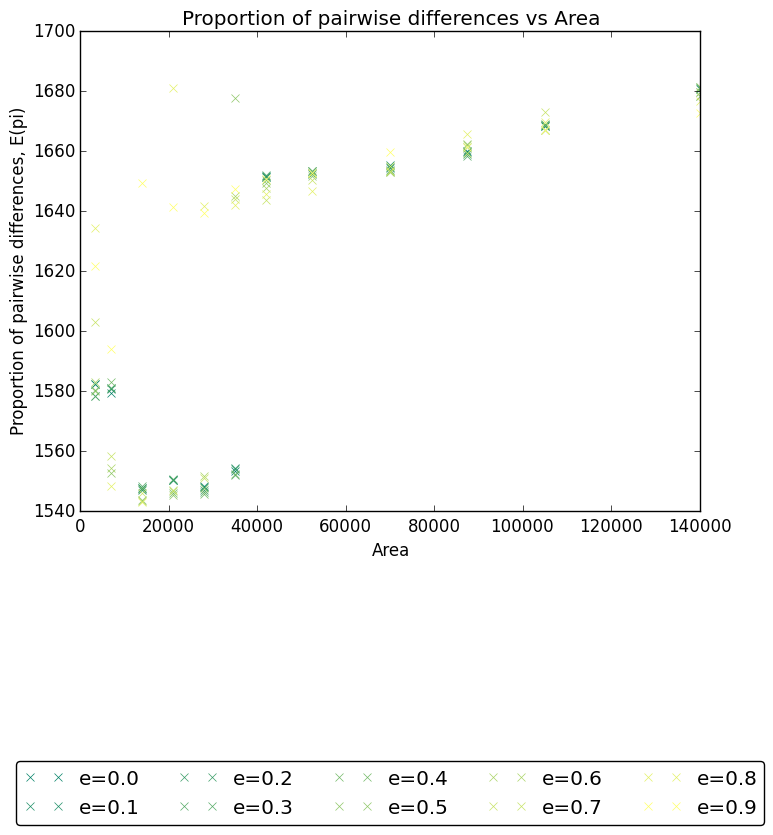 Proportion of pairwise differences vs Area
1700
1680
1660
1640
1620
1600
1580
1560
1540
Proportion of pairwise differences, E(pi)
0 20000 40000 60000 80000 100000 120000 140000
Area
e=0.0 e=0.2 e=0.4 e=0.6 e=0.8
e=0.1 e=0.3 e=0.5 e=0.7 e=0.9